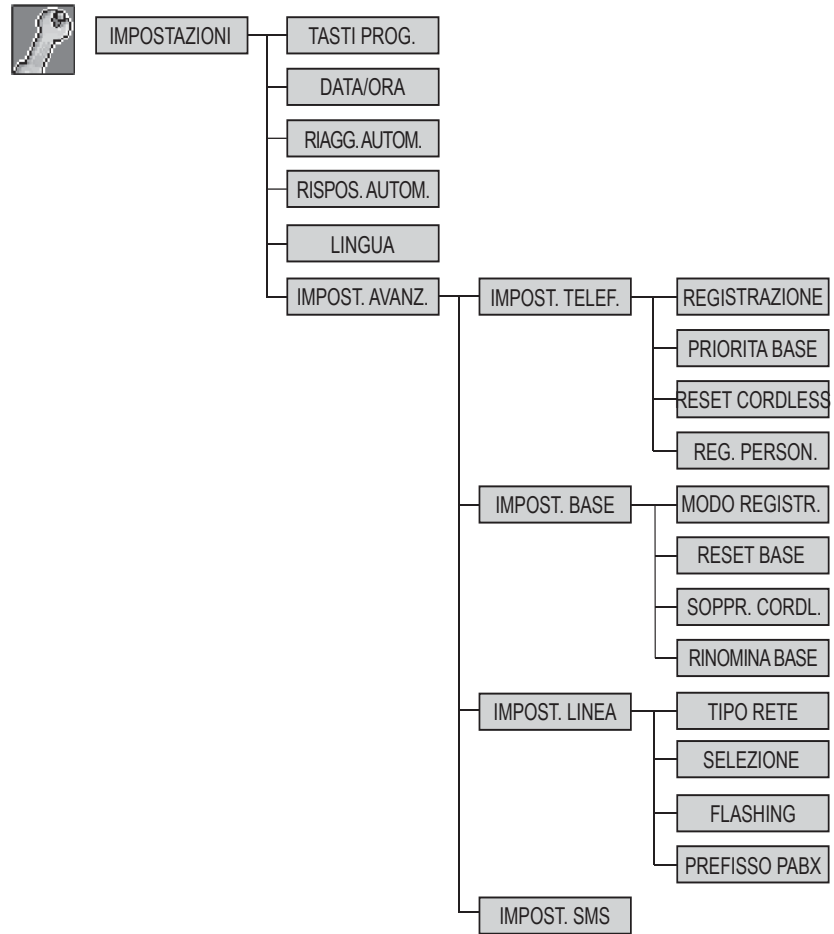 IMPOSTAZIONI
TASTI PROG.
DATA/ORA
RIAGG. AUTOM.
RISPOS. AUTOM.
LINGUA
IMPOST. AVANZ.
IMPOST. TELEF.
REGISTRAZIONE
PRIORITA BASE
RESET CORDLESS
REG. PERSON.
IMPOST. BASE
MODO REGISTR.
RESET BASE
SOPPR. CORDL.
RINOMINA BASE
IMPOST. LINEA
TIPO RETE
SELEZIONE
FLASHING
PREFISSO PABX
IMPOST. SMS